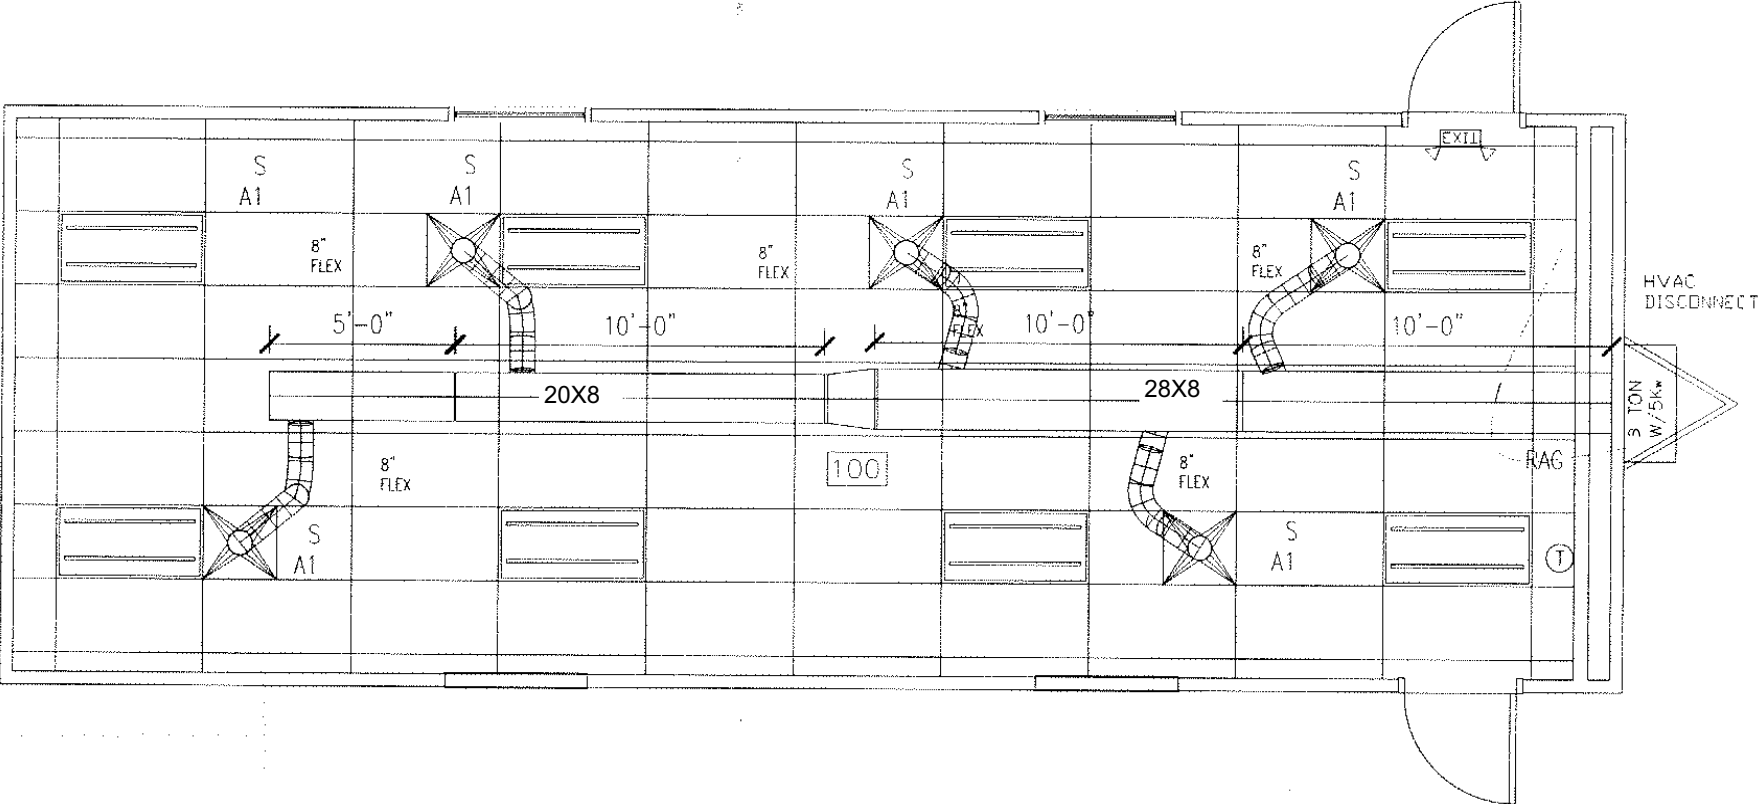 S
A1
S
A1
S
A1
S
A1
EXIT
8"
FLEX
8"
FLEX
8"
FLEX
HVAC
DISCONNECT
5'-0"
10'-0"
8"
FLEX
10'-0"
10'-0"
20X8
28X8
3 TON
W/5Kw
8"
FLEX
100
8"
FLEX
RAG
S
A1
S
A1
T